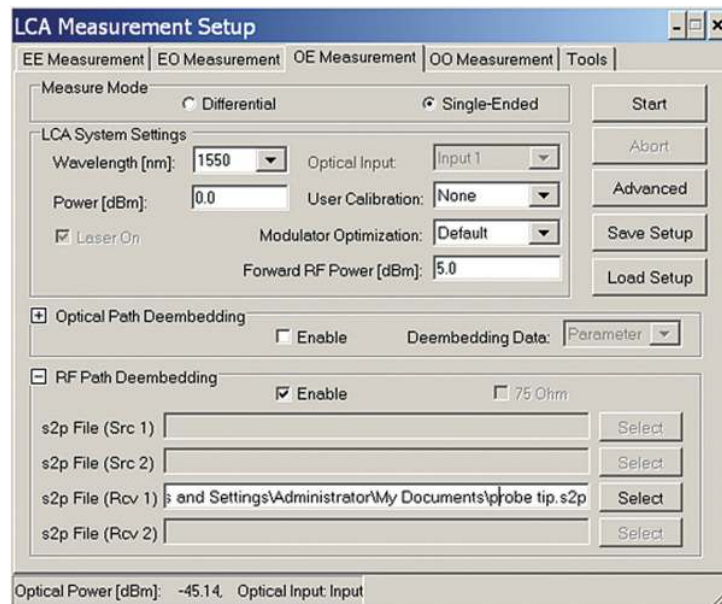 LCA Measurement Setup
EE Measurement EO Measurement OE Measurement OO Measurement Tools
Measure Mode
Differential Single-Ended
Start
LCA System Settings
Wavelength [nm]: 1550 Optical Input: Input 1
Abort
Power [dBm]: 0.0 User Calibration: None
Advanced
Laser On Modulator Optimization: Default
Save Setup
Forward RF Power [dBm]: 5.0
Load Setup
Optical Path Deembedding
Enable Deembedding Data: Parameter
RF Path Deembedding
Enable 75 Ohm
s2p File (Src 1) Select
s2p File (Src 2) Select
s2p File (Rcv 1) s and Settings\Administrator\My Documents\probe tip.s2p Select
s2p File (Rcv 2) Select
Optical Power [dBm]: -45.14, Optical Input: Input